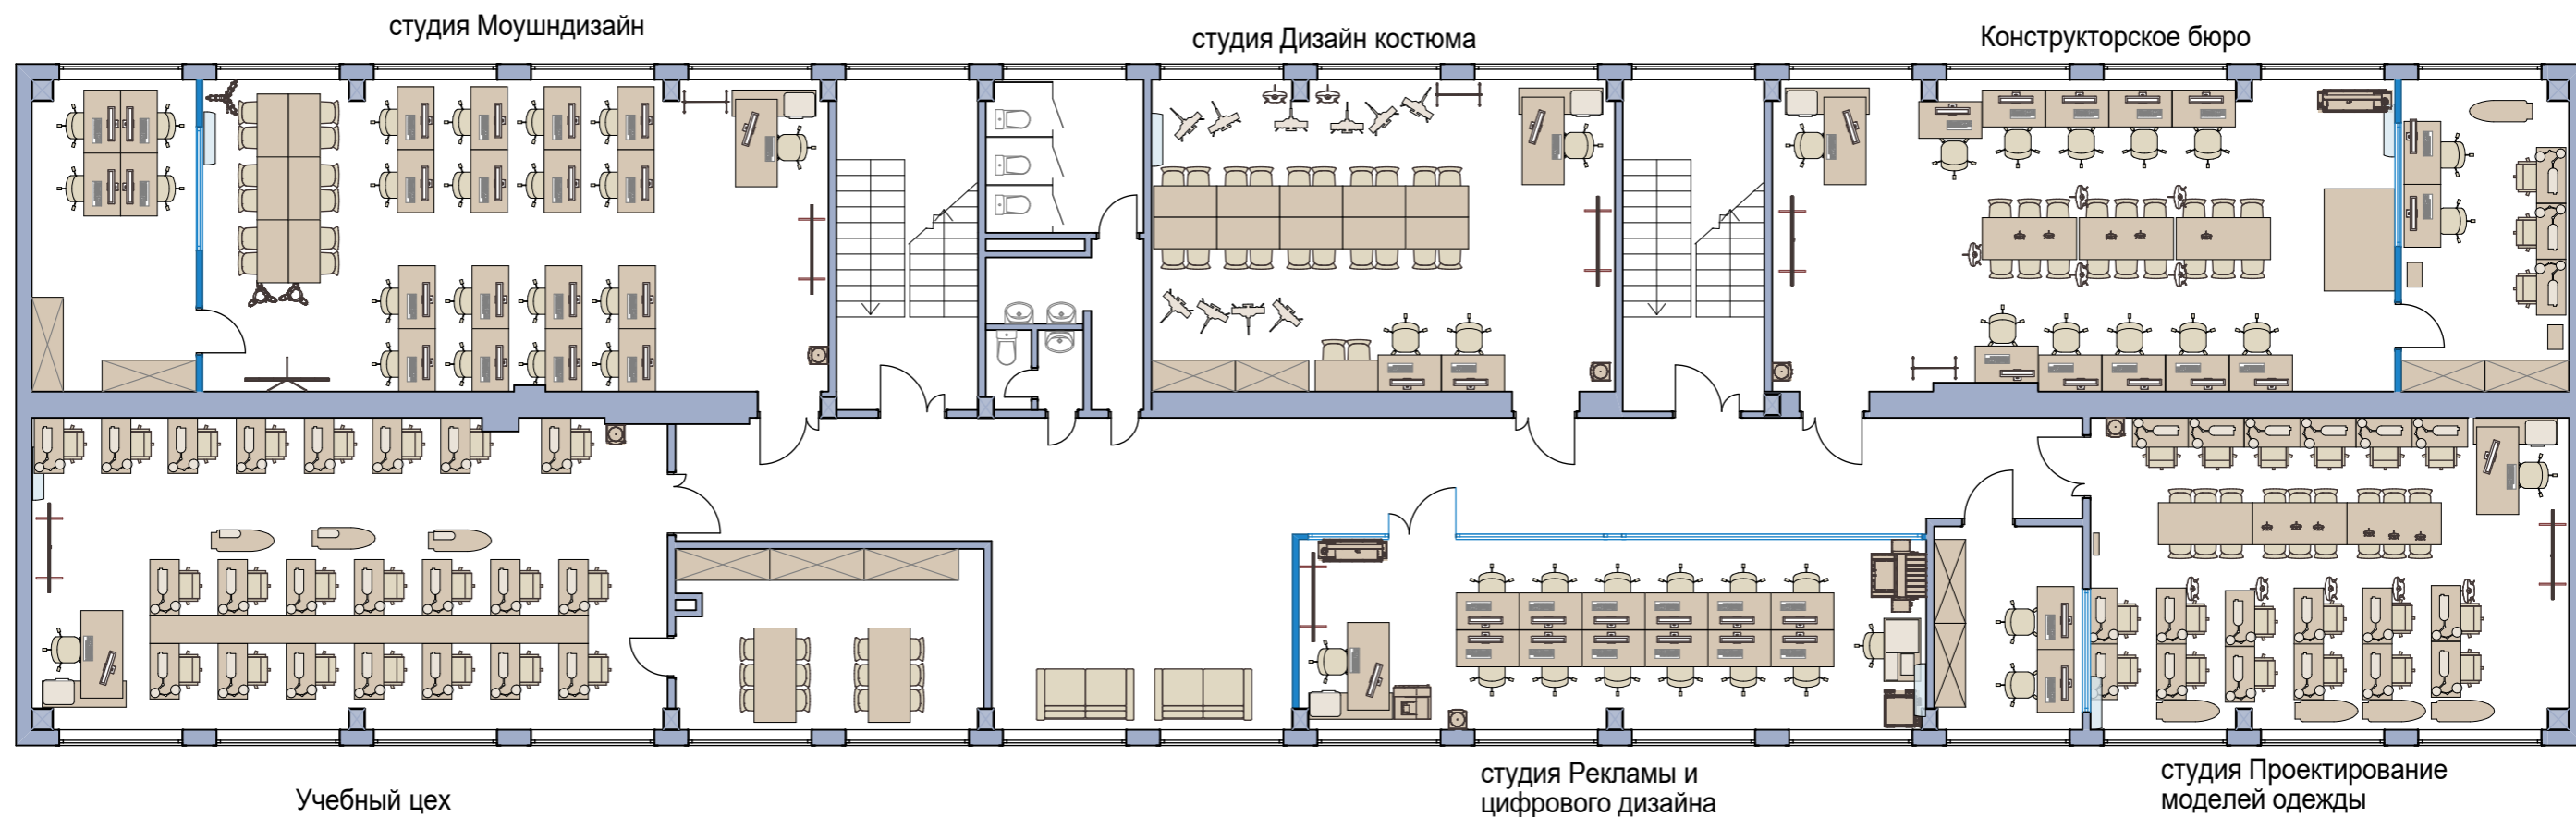 студия Моушндизайн
студия Дизайн костюма
Конструкторское бюро
Учебный цех
студия Рекламы и
цифрового дизайна
студия Проектирование
моделей одежды